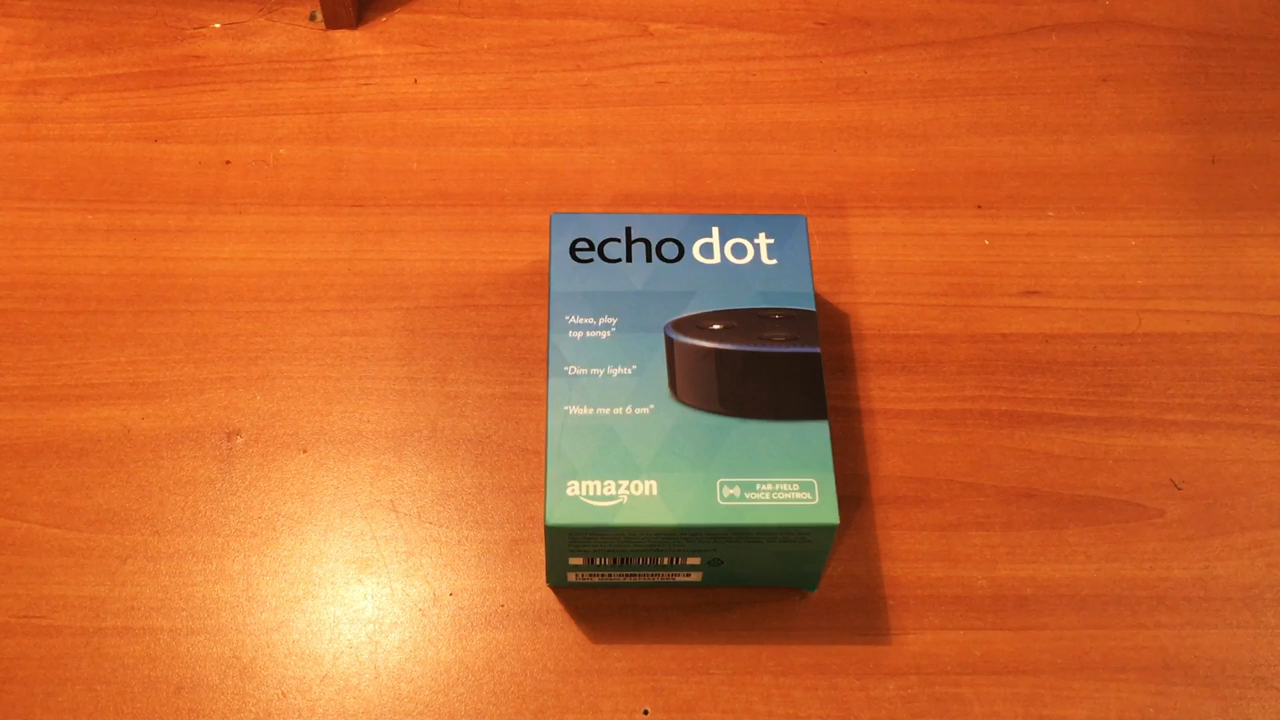 echo dot
“Alexa, play
top songs”
“Dim my lights”
“Wake me at 6 am”
amazon
FAR-FIELD
VOICE CONTROL